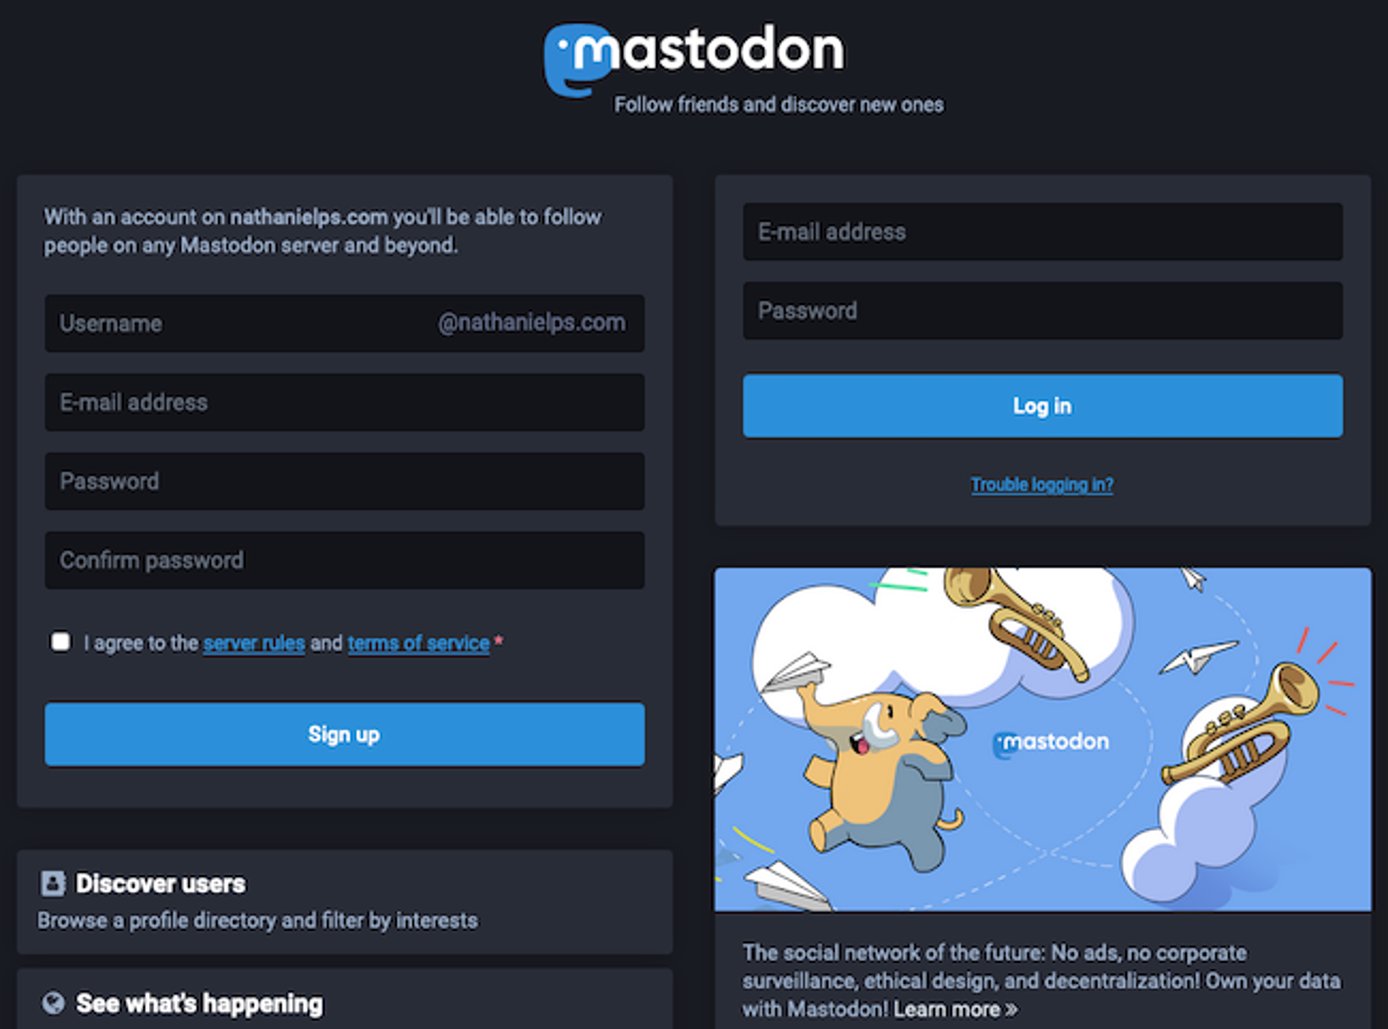 mastodon
Follow friends and discover new ones
With an account on nathanielps.com you'll be able to follow
people on any Mastodon server and beyond.
Username @nathanielps.com
E-mail address
Password
Confirm password
I agree to the server rules and terms of service *
Sign up
Discover users
Browse a profile directory and filter by interests
See what's happening
E-mail address
Password
Log in
Trouble logging in?
mastodon
The social network of the future: No ads, no corporate
surveillance, ethical design, and decentralization! Own your data
with Mastodon! Learn more »